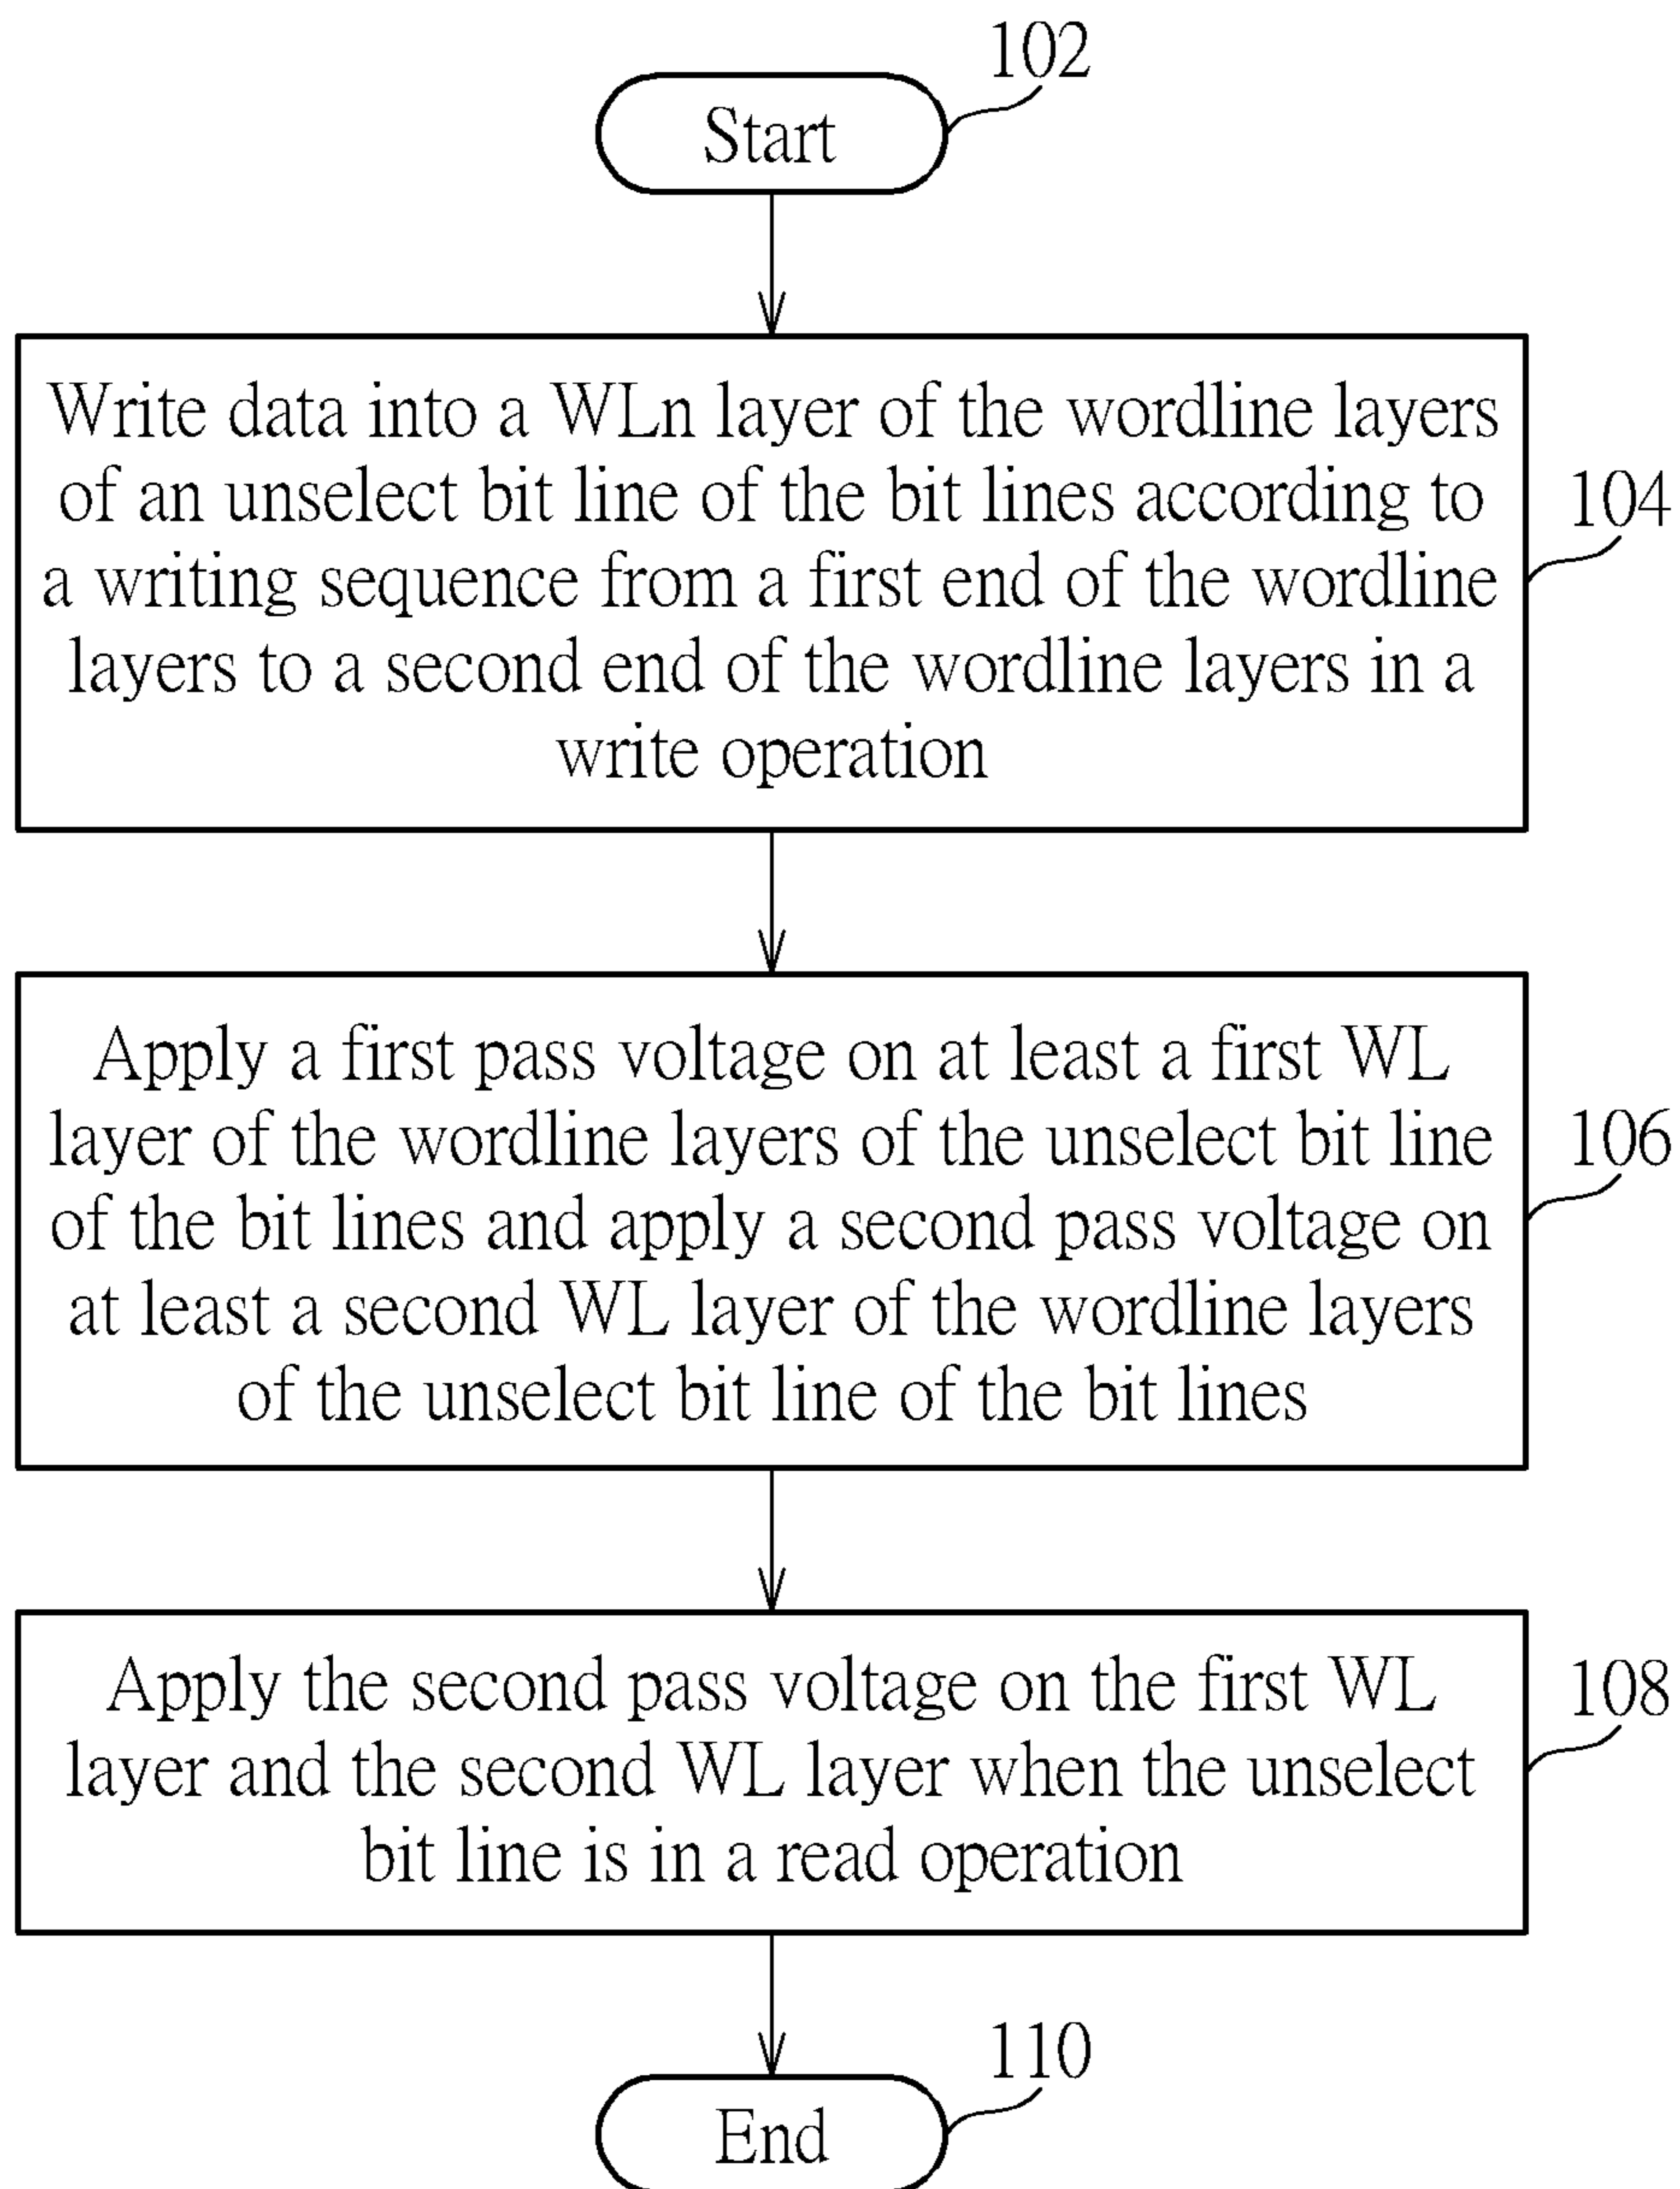 102
Start
Write data into a WLn layer of the wordline layers
of an unselect bit line of the bit lines according to
a writing sequence from a first end of the wordline
layers to a second end of the wordline layers in a
write operation
104
Apply a first pass voltage on at least a first WL
layer of the wordline layers of the unselect bit line
of the bit lines and apply a second pass voltage on
at least a second WL layer of the wordline layers
of the unselect bit line of the bit lines
106
Apply the second pass voltage on the first WL
layer and the second WL layer when the unselect
bit line is in a read operation
108
110
End